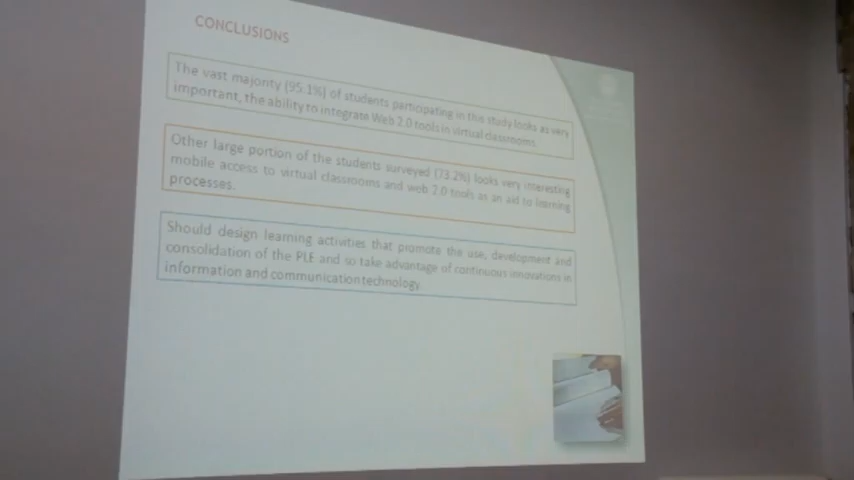 CONCLUSIONS
The vast majority (95.1%) of students participating in this study looks as very
important, the ability to integrate Web 2.0 tools in virtual classrooms.
Other large portion of the students surveyed (73.2%) looks very interesting
mobile access to virtual classrooms and web 2.0 tools as an aid to learning
processes.
Should design learning activities that promote the use, development and
consolidation of the PLE and so take advantage of continuous innovations in
information and communication technology.